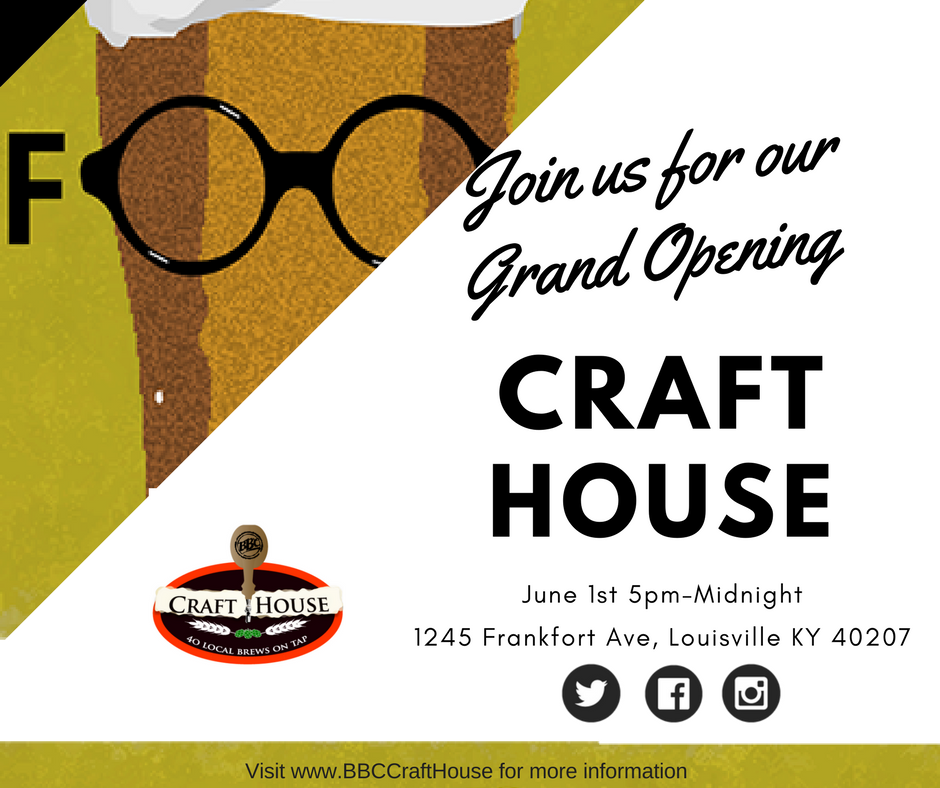 F
Join us for our
Grand Opening
CRAFT
HOUSE
BBC
CRAFT HOUSE
40 LOCAL BREWS ON TAP
June 1st 5pm-Midnight
1245 Frankfort Ave, Louisville KY 40207
Visit www.BBCCraftHouse for more information